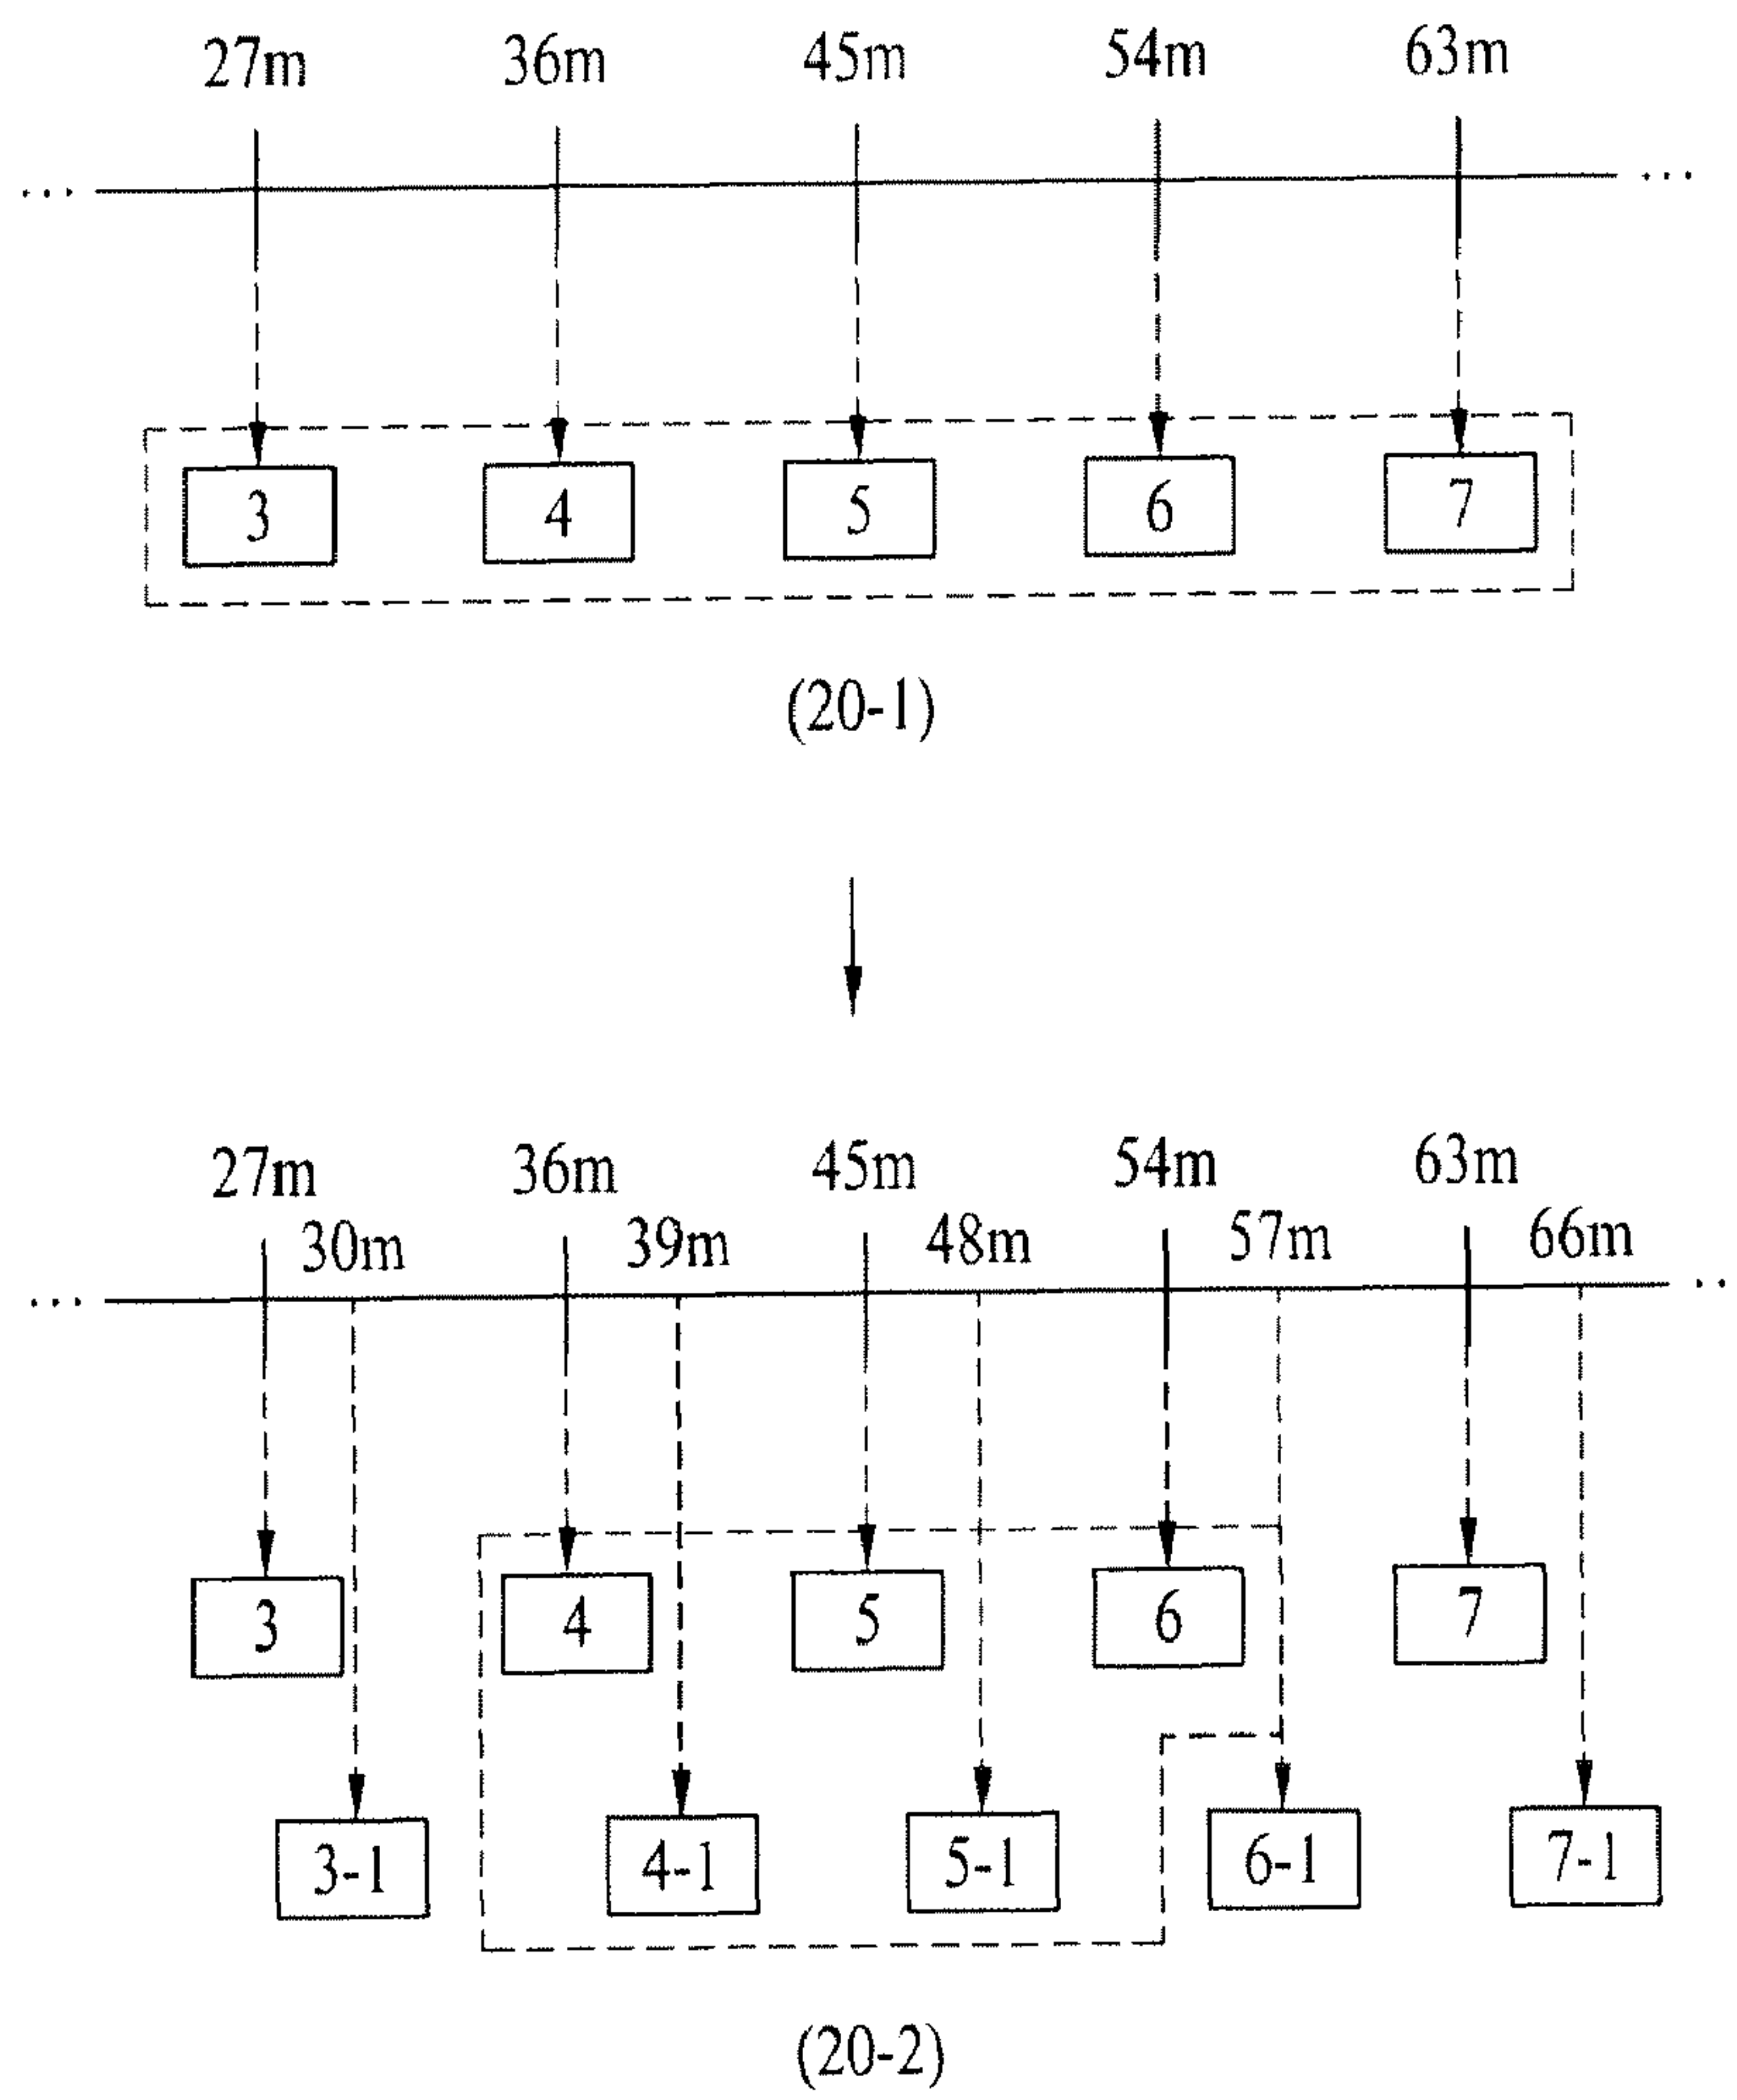 27m 36m 45m 54m 63m
... ...
3 4 5 6 7
(20-1)
27m 36m 45m 54m 63m
30m 39m 48m 57m 66m
... ..
3 4 5 6 7
3-1 4-1 5-1 6-1 7-1
(20-2)